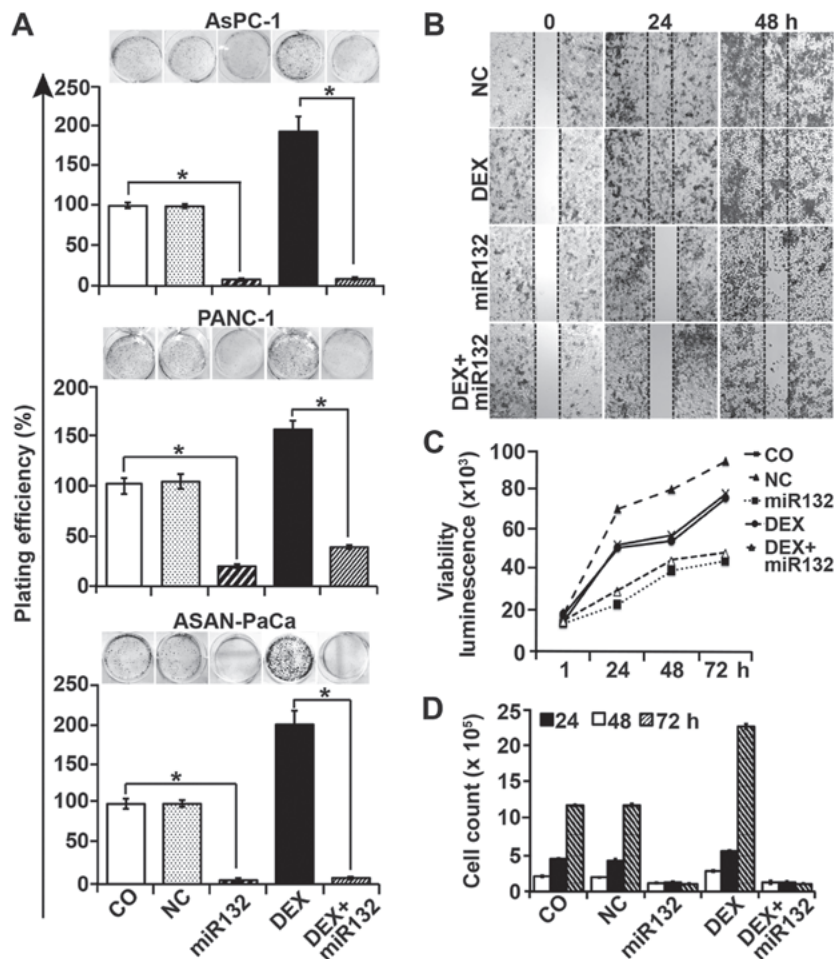 A
AsPC-1
250
200
150
100
50
0
*
*
PANC-1
200
150
100
50
0
*
*
ASAN-PaCa
250
200
150
100
50
0
*
*
Plating efficiency (%)
CO
NC
miR132
DEX
DEX+
miR132
B
0
24
48 h
NC
DEX
miR132
DEX+
miR132
C
Viability
luminescence (x10³)
100
80
60
40
20
0
1
24
48
72 h
CO
NC
miR132
DEX
DEX+
miR132
D
Cell count (x 10⁵)
25
20
15
10
5
0
24
48
72 h
CO
NC
miR132
DEX
DEX+
miR132